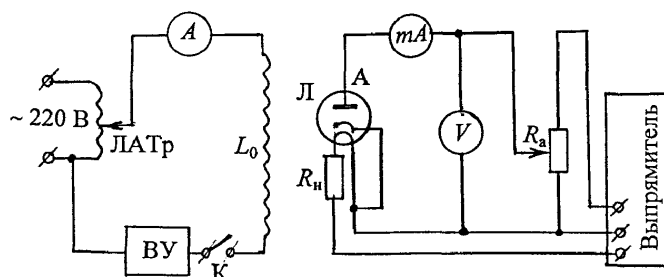 A
~ 220 В
ЛАТр
L₀
ВУ
К
mA
А
Л
V
Rₐ
Rн
Выпрямитель